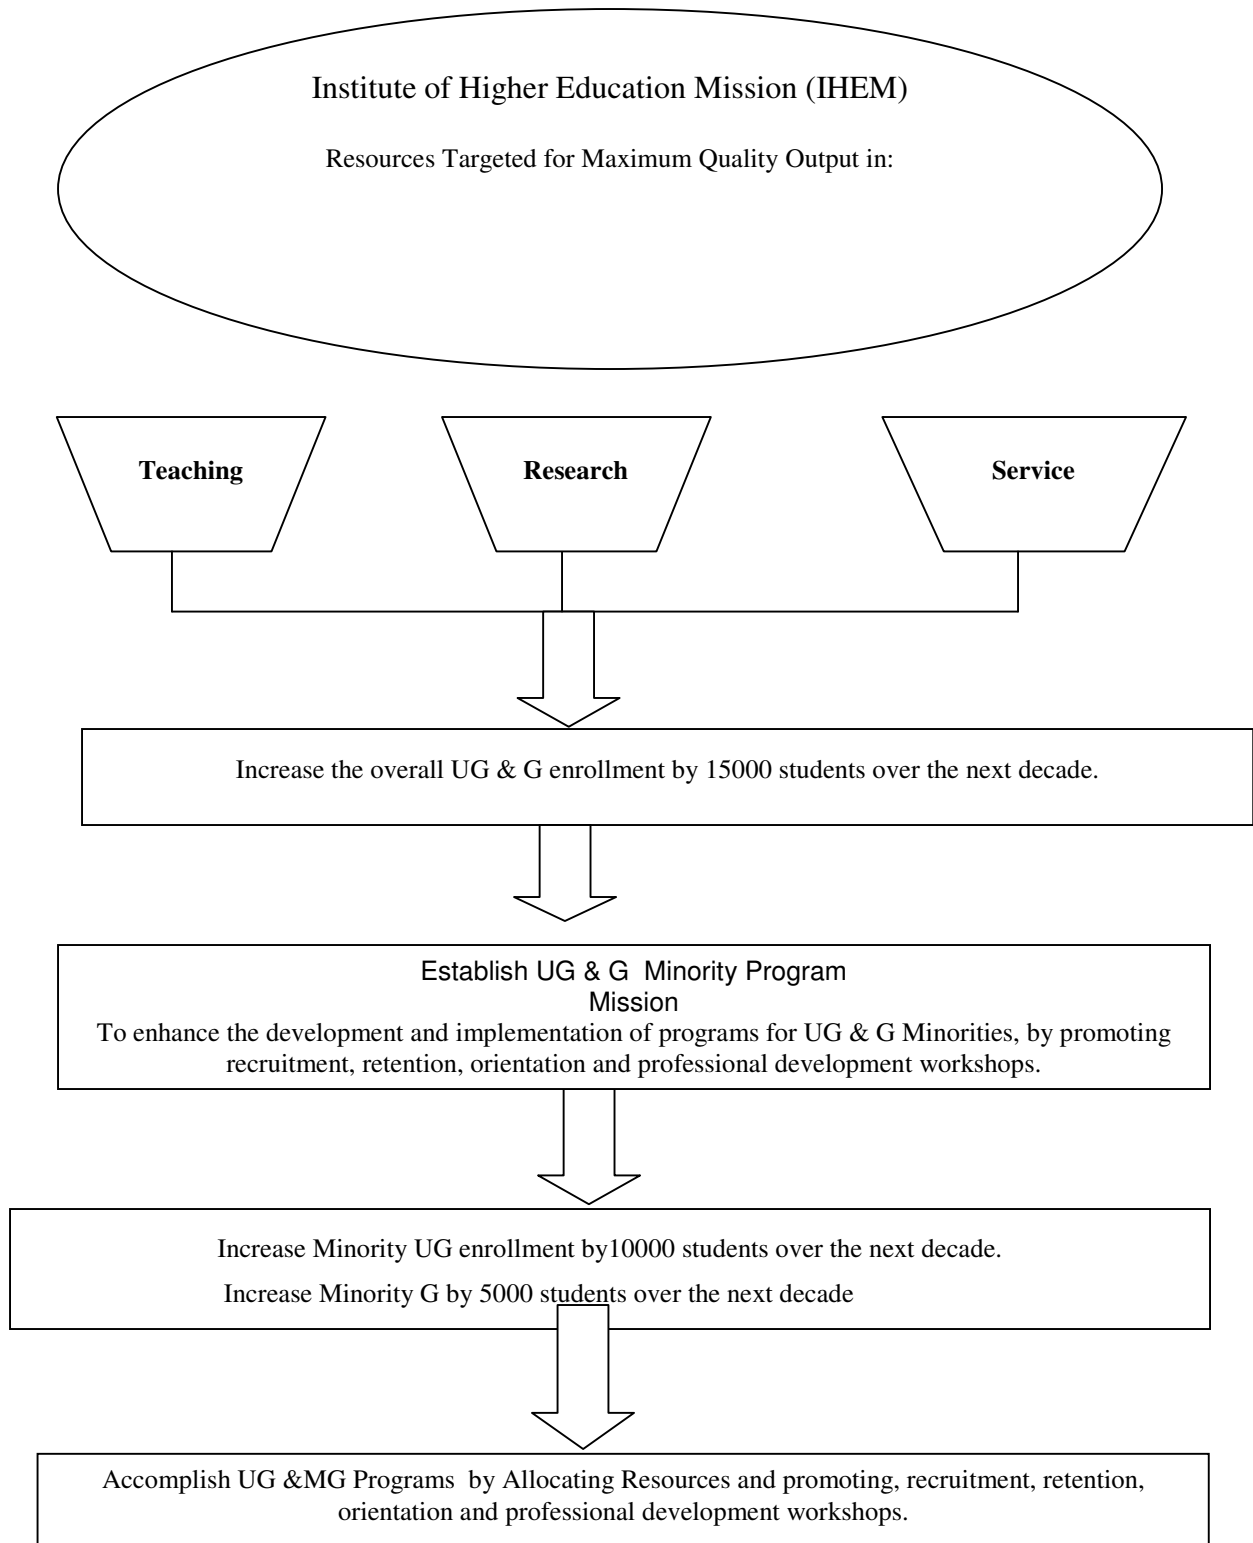 Institute of Higher Education Mission (IHEM)
Resources Targeted for Maximum Quality Output in:
Teaching
Research
Service
Increase the overall UG & G enrollment by 15000 students over the next decade.
Establish UG & G  Minority Program
Mission
To enhance the development and implementation of programs for UG & G Minorities, by promoting
recruitment, retention, orientation and professional development workshops.
Increase Minority UG enrollment by10000 students over the next decade.
Increase Minority G by 5000 students over the next decade
Accomplish UG &MG Programs  by Allocating Resources and promoting, recruitment, retention,
orientation and professional development workshops.